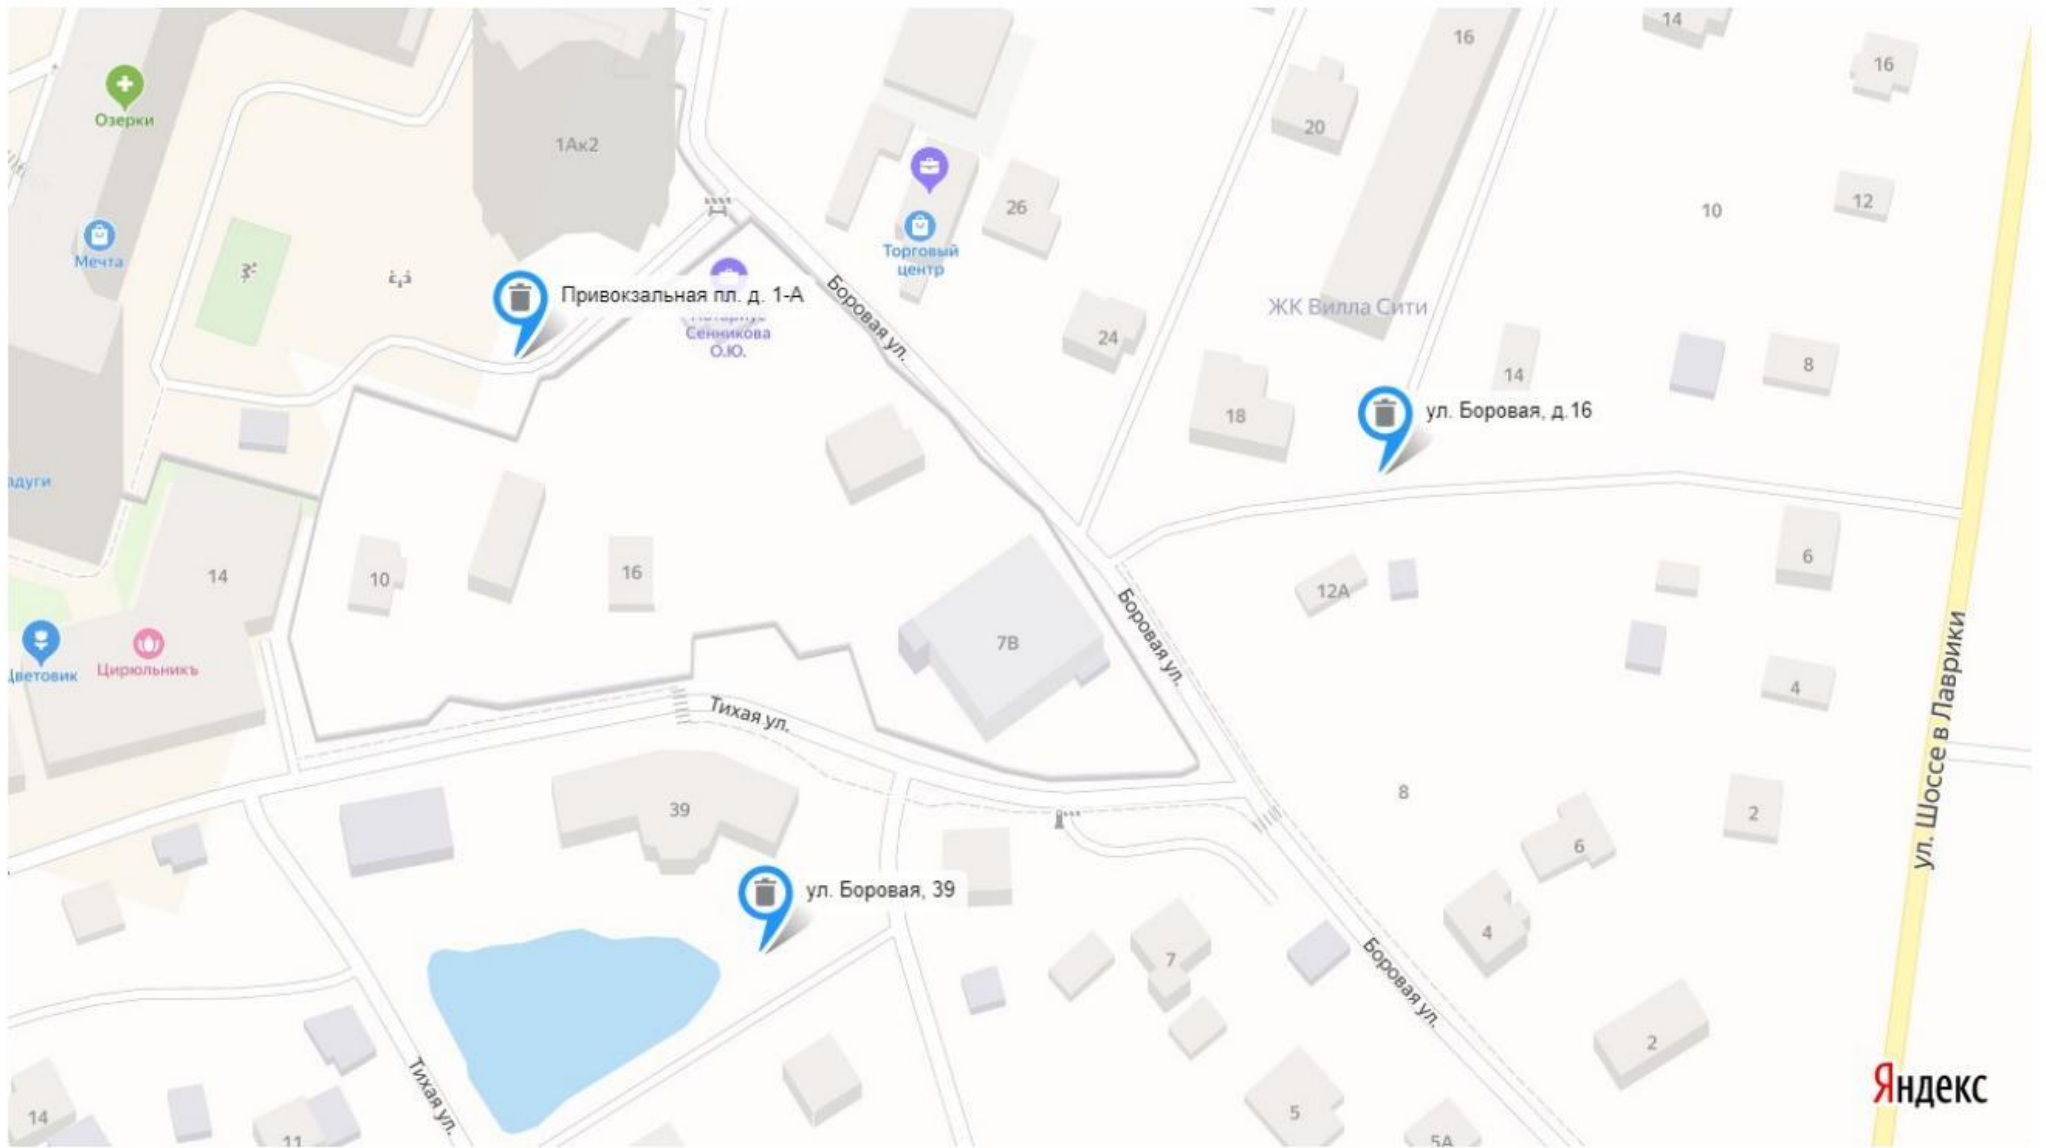 16
14
16
Озерки
20
1Ак2
12
10
26
Мечта
Торговый
центр
Привокзальная пл. д. 1-А
Боровая ул.
ЖК Вилла Сити
Сенникова
О.Ю.
24
14
8
18
ул. Боровая, д.16
адуги
14
10
16
6
12А
7В
Боровая ул.
Цирюльникъ
Цветовик
4
Тихая ул.
ул. Шоссе в Лаврики
39
8
2
6
ул. Боровая, 39
4
7
Боровая ул.
2
Тихая ул.
Яндекс
14
11
5
5А